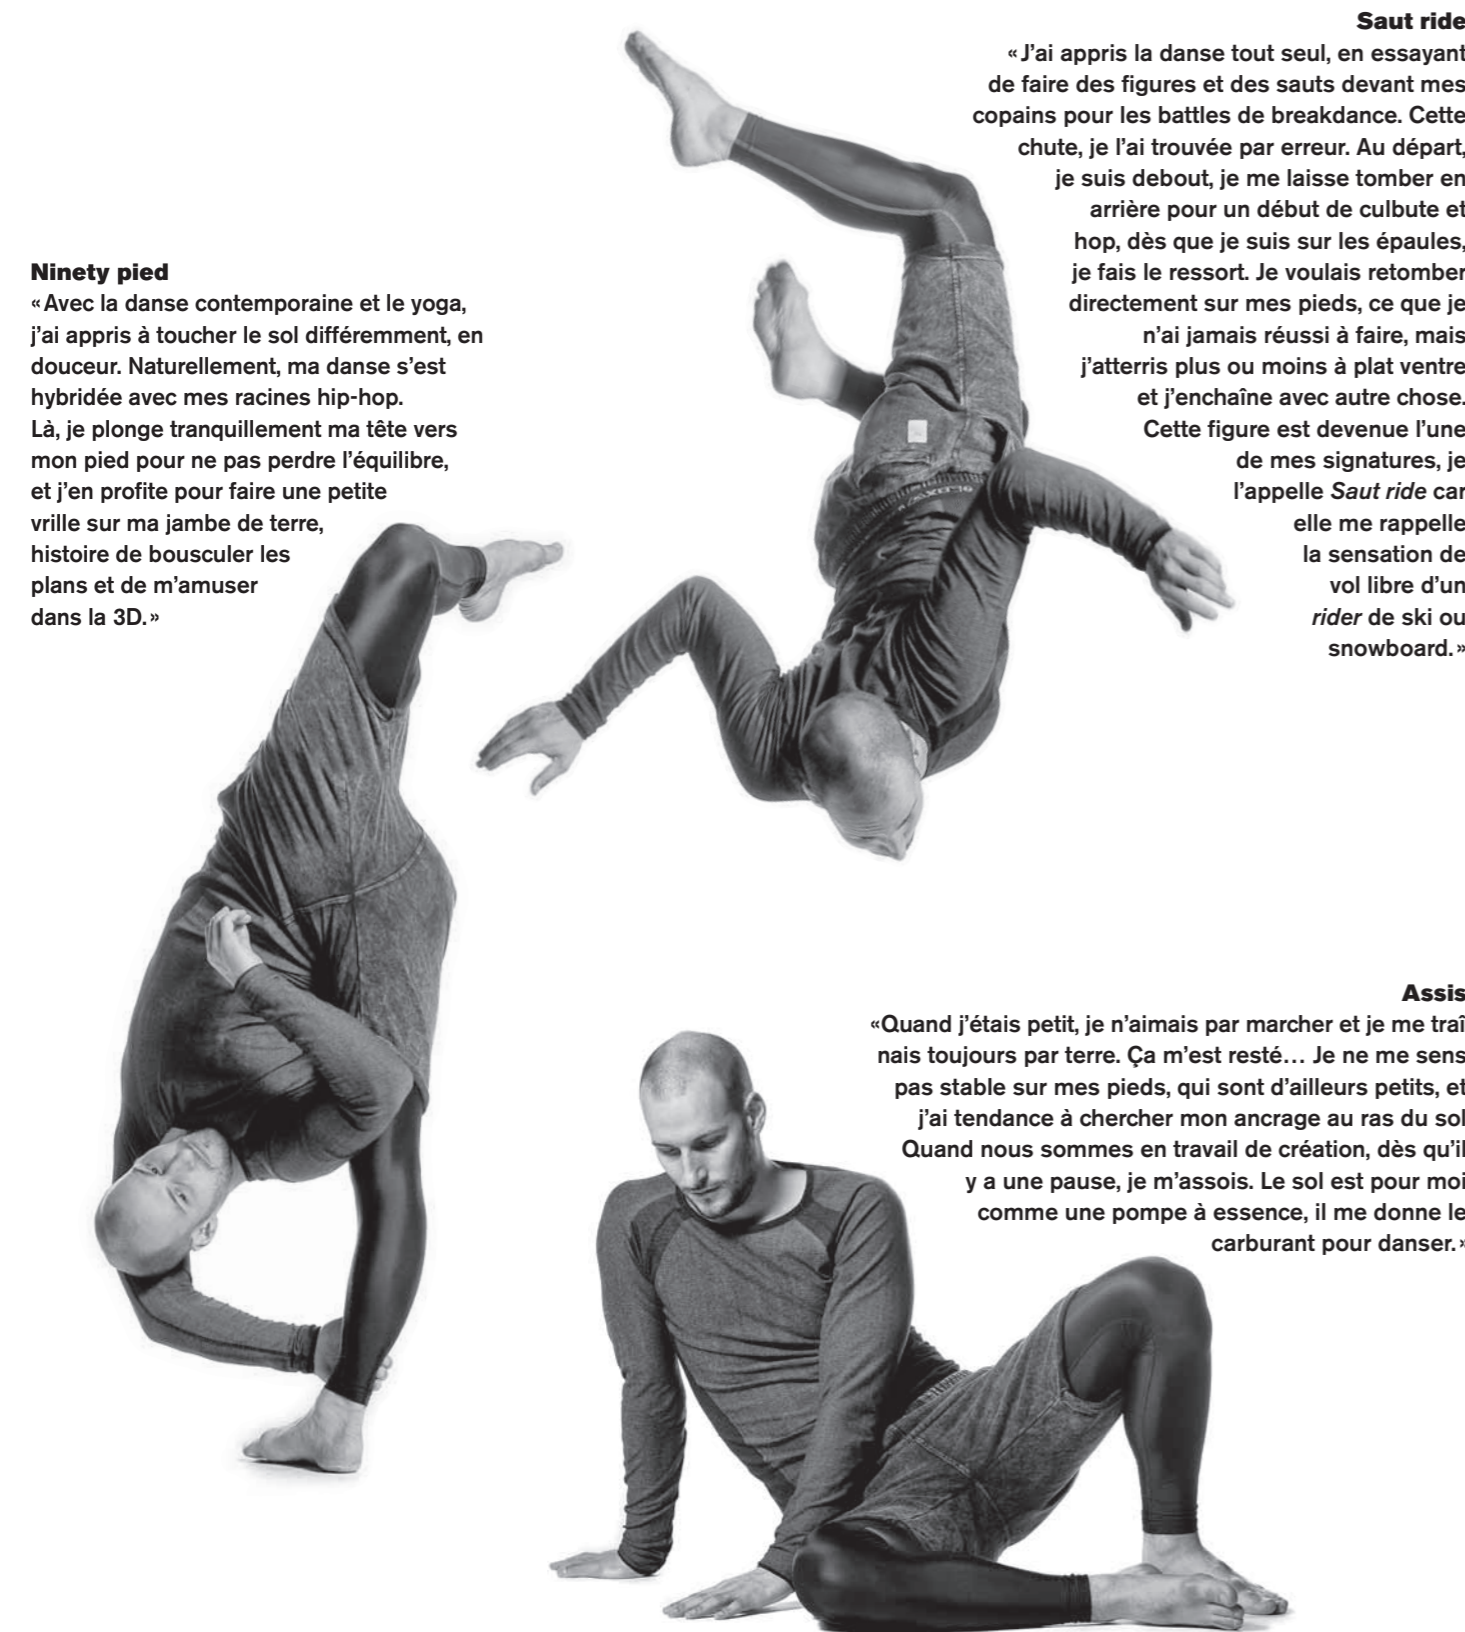 Saut ride
«J’ai appris la danse tout seul, en essayant
de faire des figures et des sauts devant mes
copains pour les battles de breakdance. Cette
chute, je l’ai trouvée par erreur. Au départ,
je suis debout, je me laisse tomber en
arrière pour un début de culbute et
hop, dès que je suis sur les épaules,
je fais le ressort. Je voulais retomber
directement sur mes pieds, ce que je
n’ai jamais réussi à faire, mais
j’atterris plus ou moins à plat ventre
et j’enchaîne avec autre chose.
Cette figure est devenue l’une
de mes signatures, je
l’appelle Saut ride car
elle me rappelle
la sensation de
vol libre d’un
rider de ski ou
snowboard.»
Ninety pied
«Avec la danse contemporaine et le yoga,
j’ai appris à toucher le sol différemment, en
douceur. Naturellement, ma danse s’est
hybridée avec mes racines hip-hop.
Là, je plonge tranquillement ma tête vers
mon pied pour ne pas perdre l’équilibre,
et j’en profite pour faire une petite
vrille sur ma jambe de terre,
histoire de bousculer les
plans et de m’amuser
dans la 3D.»
Assis
«Quand j’étais petit, je n’aimais par marcher et je me traî
nais toujours par terre. Ça m’est resté… Je ne me sens
pas stable sur mes pieds, qui sont d’ailleurs petits, et
j’ai tendance à chercher mon ancrage au ras du sol
Quand nous sommes en travail de création, dès qu’il
y a une pause, je m’assois. Le sol est pour moi
comme une pompe à essence, il me donne le
carburant pour danser.»